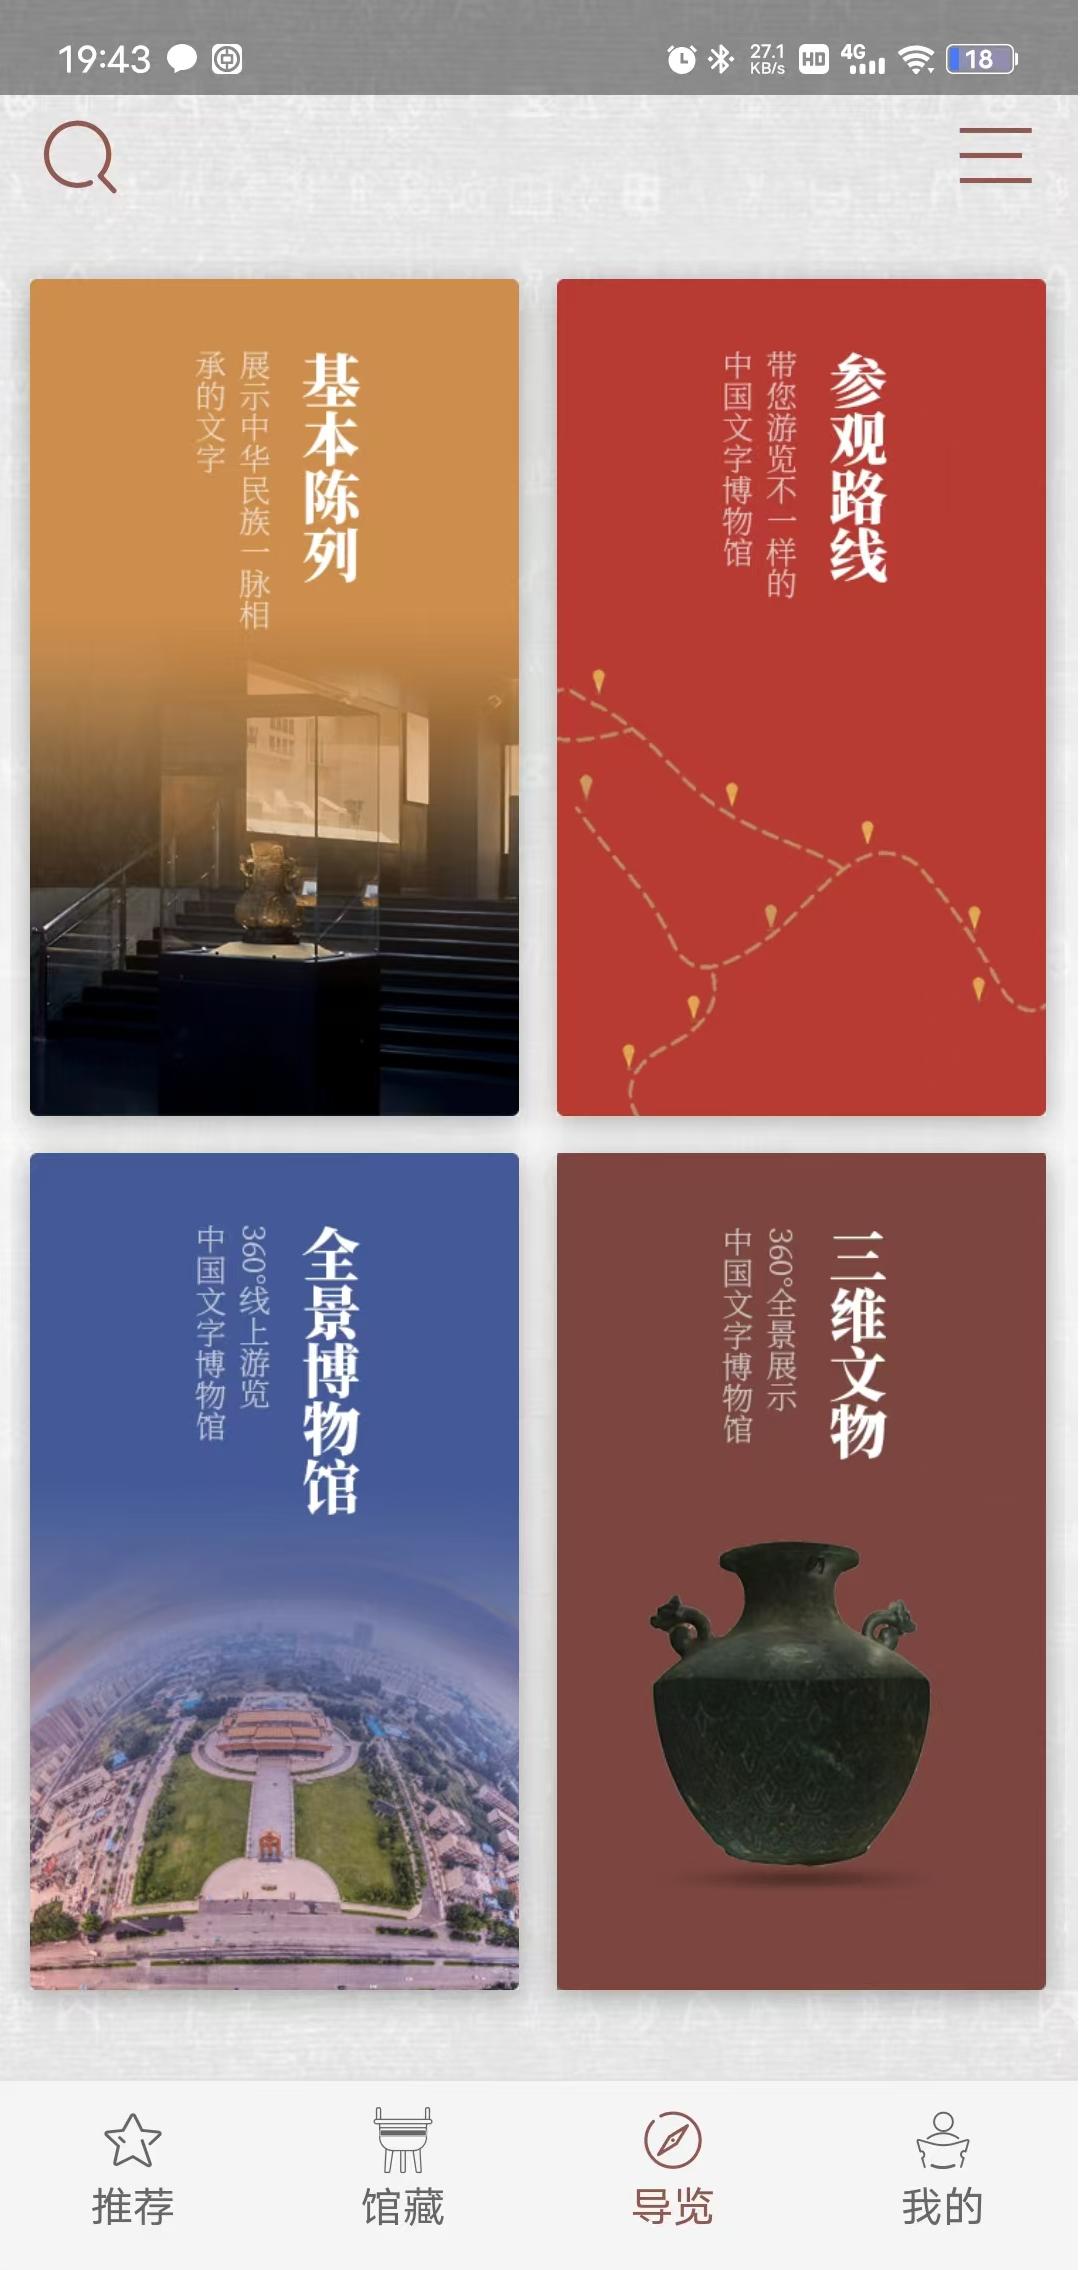 19:43
27.1
KB/s
HD
4G
18
基本陈列
展示中华民族一脉相
承的文字
参观路线
带您游览不一样的
中国文字博物馆
全景博物馆
360°线上游览
中国文字博物馆
三维文物
360°全景展示
中国文字博物馆
推荐
馆藏
导览
我的